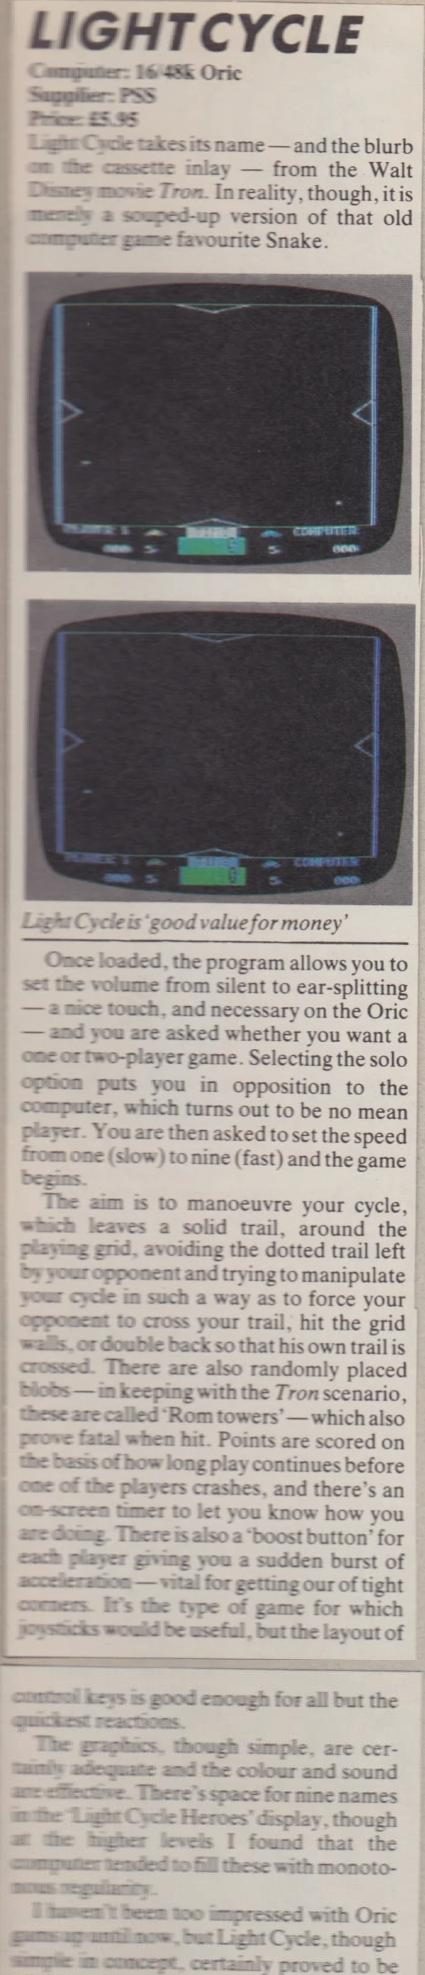 LIGHT CYCLE
Computer: 16/48k Oric
Supplier: PSS
Price: £5.95
Light Cycle takes its name — and the blurb
on the cassette inlay — from the Walt
Disney movie Tron. In reality, though, it is
merely a souped-up version of that old
computer game favourite Snake.
PLAYER 1 COMPUTER
000 5 5 5 000
PLAYER 1 COMPUTER
000 5 0 5 000
Light Cycle is 'good value for money'
Once loaded, the program allows you to
set the volume from silent to ear-splitting
— a nice touch, and necessary on the Oric
— and you are asked whether you want a
one or two-player game. Selecting the solo
option puts you in opposition to the
computer, which turns out to be no mean
player. You are then asked to set the speed
from one (slow) to nine (fast) and the game
begins.
The aim is to manoeuvre your cycle,
which leaves a solid trail, around the
playing grid, avoiding the dotted trail left
by your opponent and trying to manipulate
your cycle in such a way as to force your
opponent to cross your trail, hit the grid
walls, or double back so that his own trail is
crossed. There are also randomly placed
blobs — in keeping with the Tron scenario,
these are called 'Rom towers' — which also
prove fatal when hit. Points are scored on
the basis of how long play continues before
one of the players crashes, and there's an
on-screen timer to let you know how you
are doing. There is also a 'boost button' for
each player giving you a sudden burst of
acceleration — vital for getting our of tight
corners. It's the type of game for which
joysticks would be useful, but the layout of
control keys is good enough for all but the
quickest reactions.
The graphics, though simple, are cer-
tainly adequate and the colour and sound
are effective. There's space for nine names
in the 'Light Cycle Heroes' display, though
at the higher levels I found that the
computer tended to fill these with monoto-
nous regularity.
I haven't been too impressed with Oric
games up until now, but Light Cycle, though
simple in concept, certainly proved to be